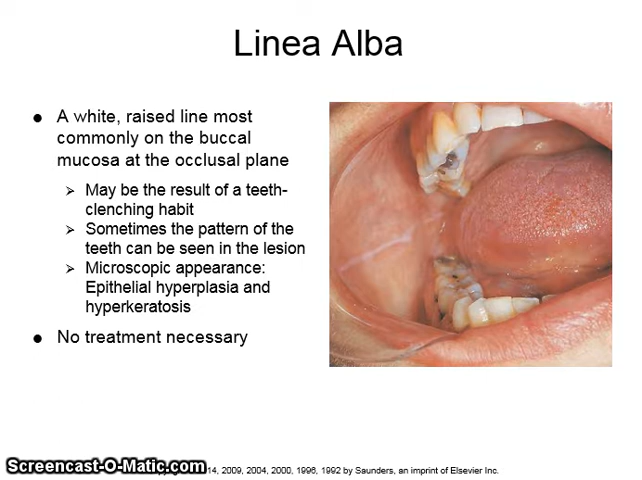 Linea Alba
● A white, raised line most
commonly on the buccal
mucosa at the occlusal plane
➢ May be the result of a teeth-
clenching habit
➢ Sometimes the pattern of the
teeth can be seen in the lesion
➢ Microscopic appearance:
Epithelial hyperplasia and
hyperkeratosis
● No treatment necessary
Screencast-O-Matic.com
14, 2009, 2004, 2000, 1996, 1992 by Saunders, an imprint of Elsevier Inc.